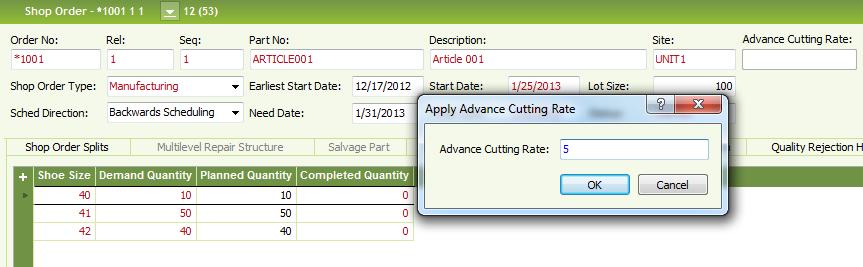 Shop Order - *1001 1 1 12 (53)
Order No: Rel: Seq: Part No: Description: Site: Advance Cutting Rate:
*1001 1 1 ARTICLE001 Article 001 UNIT1
Shop Order Type: Manufacturing Earliest Start Date: 12/17/2012 Start Date: 1/25/2013 Lot Size: 100
Sched Direction: Backwards Scheduling Need Date: 1/31/2013
Apply Advance Cutting Rate
Advance Cutting Rate: 5
OK Cancel
Shop Order Splits Multilevel Repair Structure Salvage Part Quality Rejection H
Shoe Size Demand Quantity Planned Quantity Completed Quantity
40 10 10 0
41 50 50 0
42 40 40 0